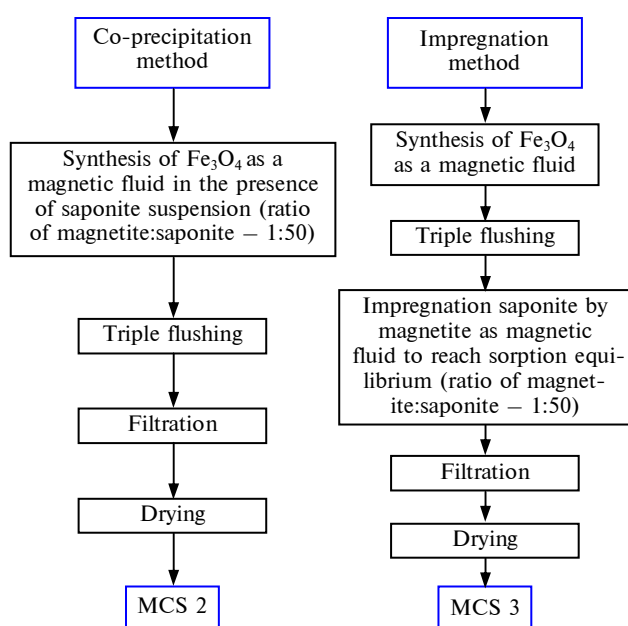 Co-precipitation
method
Synthesis of Fe₃O₄ as a
magnetic fluid in the presence
of saponite suspension (ratio
of magnetite:saponite – 1:50)
Triple flushing
Filtration
Drying
MCS 2
Impregnation
method
Synthesis of Fe₃O₄
as a magnetic fluid
Triple flushing
Impregnation saponite by
magnetite as magnetic
fluid to reach sorption equi-
librium (ratio of magnet-
ite:saponite – 1:50)
Filtration
Drying
MCS 3